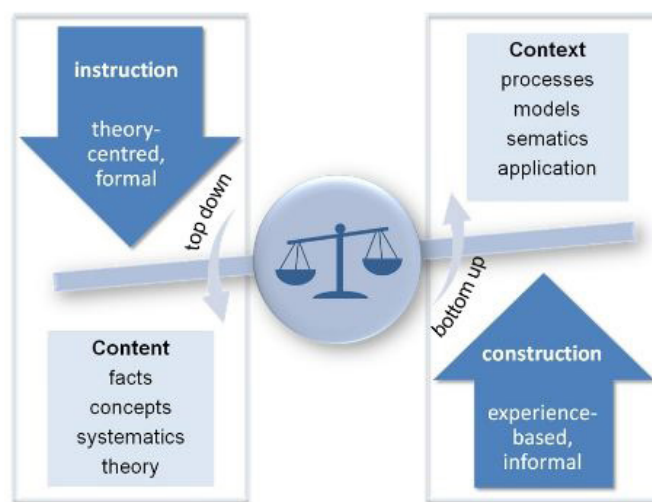 instruction
theory-
centred,
formal
top down
Content
facts
concepts
systematics
theory
Context
processes
models
sematics
application
bottom up
construction
experience-
based,
informal